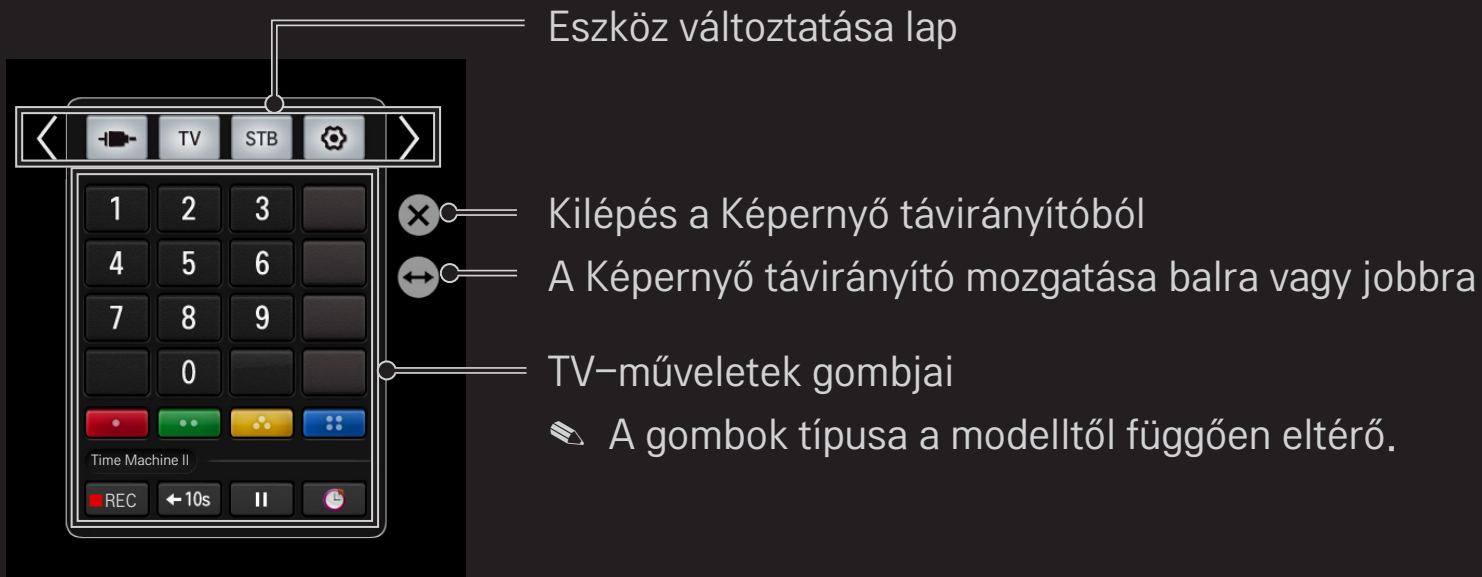 Eszköz változtatása lap
TV STB
1 2 3
Kilépés a Képernyő távirányítóból
4 5 6
A Képernyő távirányító mozgatása balra vagy jobbra
7 8 9
0
TV-műveletek gombjai
✎ A gombok típusa a modelltől függően eltérő.
Time Machine II
REC ←10s